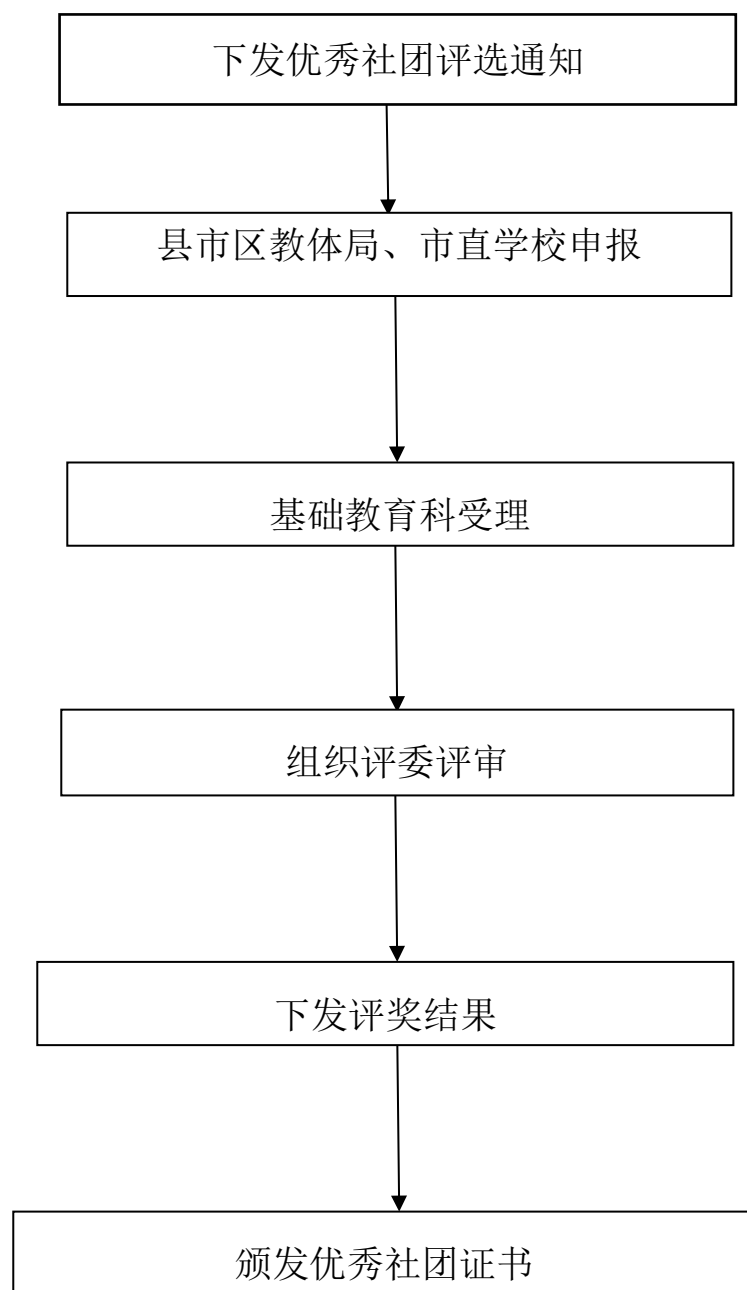 下发优秀社团评选通知
县市区教体局、市直学校申报
基础教育科受理
组织评委评审
下发评奖结果
颁发优秀社团证书